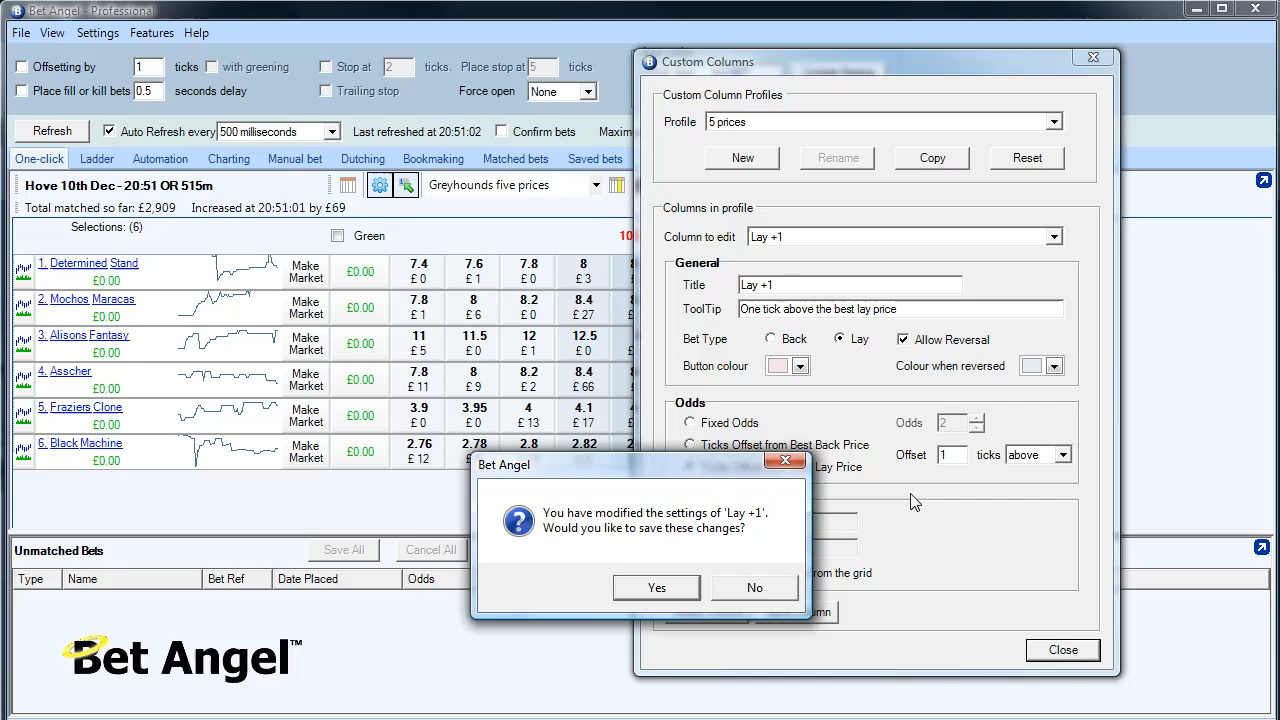 Bet Angel - Professional
File View Settings Features Help
Offsetting by 1 ticks with greening Stop at 2 ticks. Place stop at 5 ticks
Place fill or kill bets 0.5 seconds delay Trailing stop Force open None
Refresh Auto Refresh every 500 milliseconds Last refreshed at 20:51:02 Confirm bets Maxim
One-click Ladder Automation Charting Manual bet Dutching Bookmaking Matched bets Saved bets
Hove 10th Dec - 20:51 OR 515m Greyhounds five prices
Total matched so far: £2,909 Increased at 20:51:01 by £69
Selections: (6) Green 10
1. Determined Stand Make Market £0.00 7.4 7.6 7.8 8 8
£0.00 £ 0 £ 1 £ 0 £ 3 £
2. Mochos Maracas Make Market £0.00 7.8 8 8.2 8.4 8
£0.00 £ 1 £ 6 £ 8 £ 27 £
3. Alisons Fantasy Make Market £0.00 11 11.5 12 12.5
£0.00 £ 5 £ 0 £ 1 £ 0 £
4. Asscher Make Market £0.00 7.8 8 8.2 8.4 8
£0.00 £ 11 £ 9 £ 2 £ 66 £
5. Fraziers Clone Make Market £0.00 3.9 3.95 4 4.1 4
£0.00 £ 0 £ 0 £ 13 £ 17 £
6. Black Machine Make Market £0.00 2.76 2.78 2.8 2.82 2
£0.00 £ 12
Unmatched Bets Save All Cancel All
Type Name Bet Ref Date Placed Odds
Bet Angel™
Custom Columns
Custom Column Profiles
Profile 5 prices
New Rename Copy Reset
Columns in profile
Column to edit Lay +1
General
Title Lay +1
ToolTip One tick above the best lay price
Bet Type Back Lay Allow Reversal
Button colour Colour when reversed
Odds
Fixed Odds Odds 2
Ticks Offset from Best Back Price Offset 1 ticks above
Lay Price
from the grid
Close
Bet Angel
You have modified the settings of 'Lay +1'.
Would you like to save these changes?
Yes No